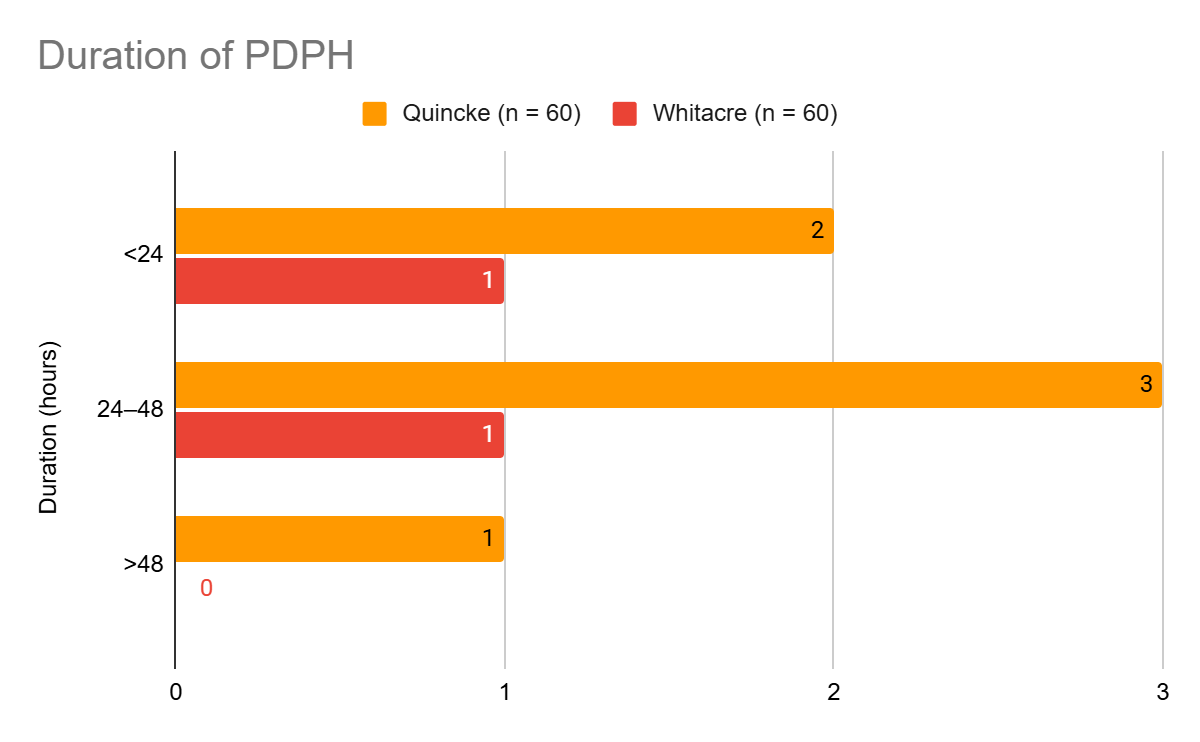 Duration of PDPH
Quincke (n = 60) Whitacre (n = 60)
Duration (hours)
<24
2
1
24–48
3
1
>48
1
0
0 1 2 3